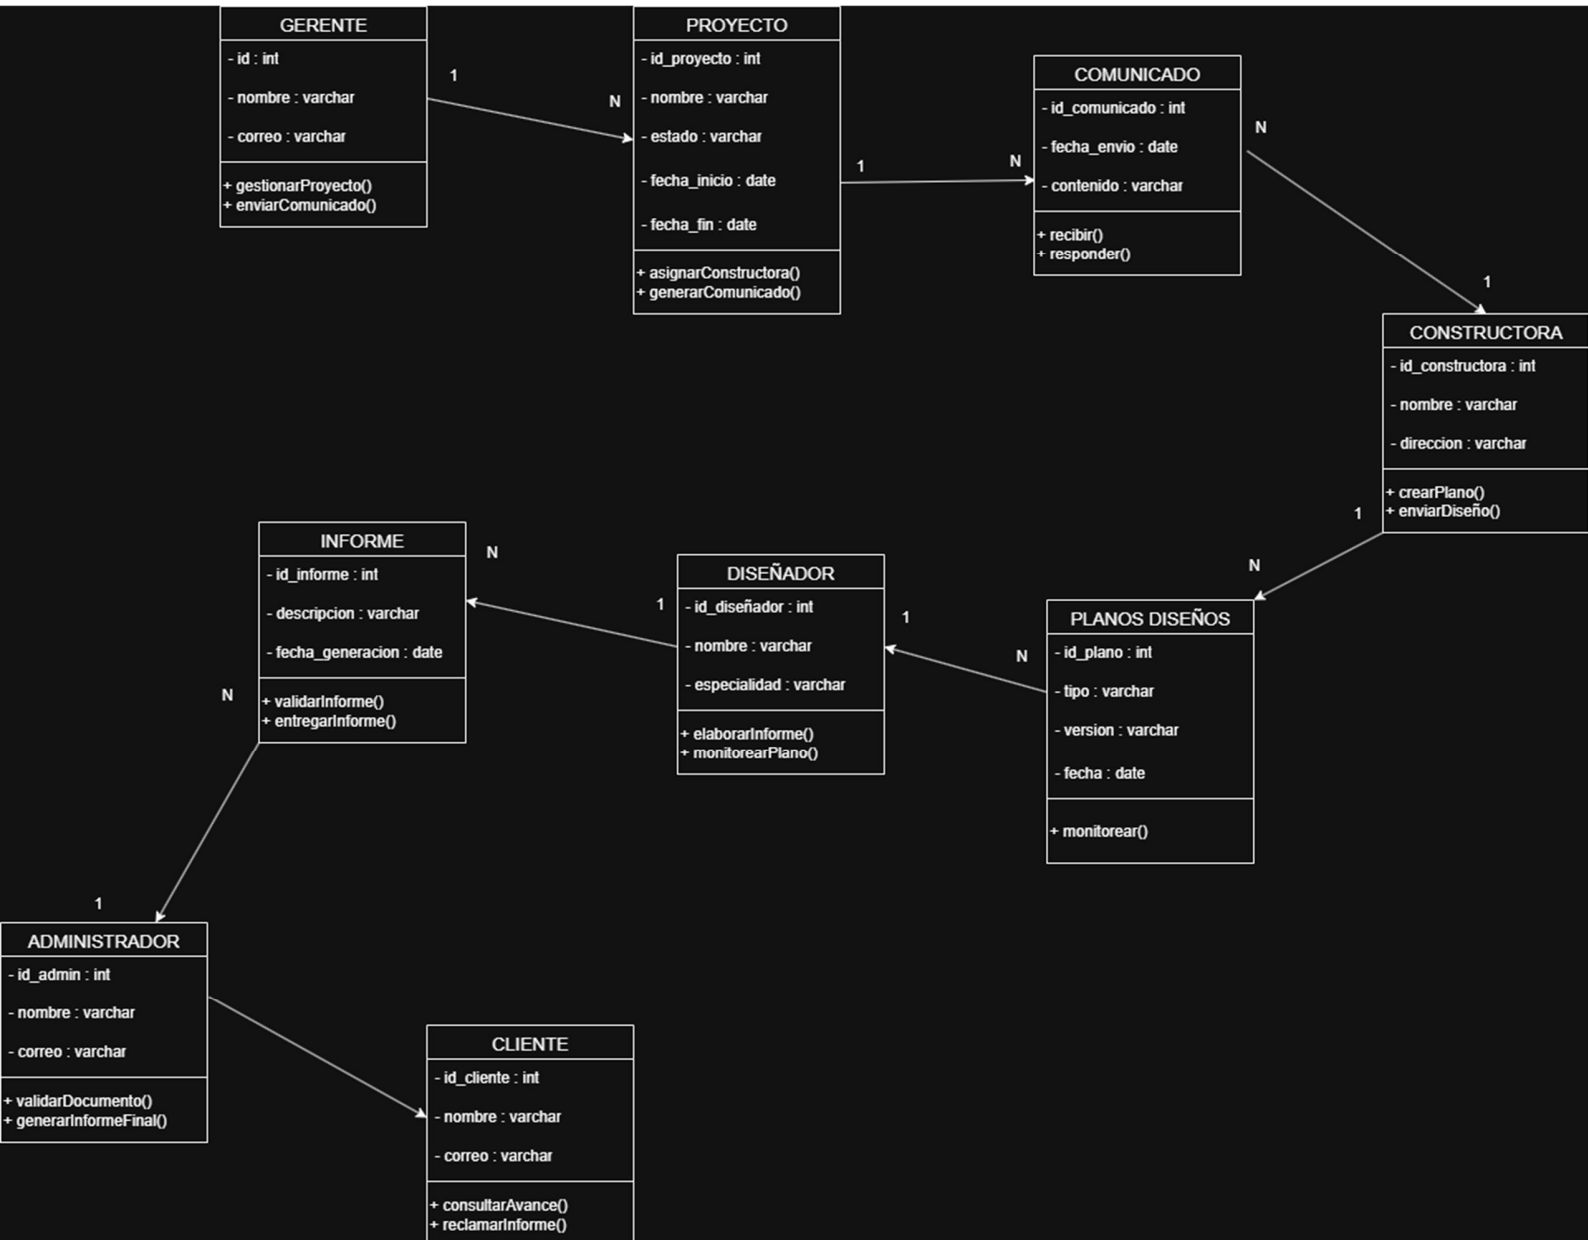 GERENTE
- id : int
- nombre : varchar
- correo : varchar
+ gestionarProyecto()
+ enviarComunicado()
1
N
PROYECTO
- id_proyecto : int
- nombre : varchar
- estado : varchar
- fecha_inicio : date
- fecha_fin : date
+ asignarConstructora()
+ generarComunicado()
1
N
COMUNICADO
- id_comunicado : int
- fecha_envio : date
- contenido : varchar
+ recibir()
+ responder()
N
1
CONSTRUCTORA
- id_constructora : int
- nombre : varchar
- direccion : varchar
+ crearPlano()
+ enviarDiseño()
1
N
PLANOS DISEÑOS
- id_plano : int
- tipo : varchar
- version : varchar
- fecha : date
+ monitorear()
N
1
DISEÑADOR
- id_diseñador : int
- nombre : varchar
- especialidad : varchar
+ elaborarInforme()
+ monitorearPlano()
1
N
INFORME
- id_informe : int
- descripcion : varchar
- fecha_generacion : date
+ validarInforme()
+ entregarInforme()
N
1
ADMINISTRADOR
- id_admin : int
- nombre : varchar
- correo : varchar
+ validarDocumento()
+ generarInformeFinal()
CLIENTE
- id_cliente : int
- nombre : varchar
- correo : varchar
+ consultarAvance()
+ reclamarInforme()